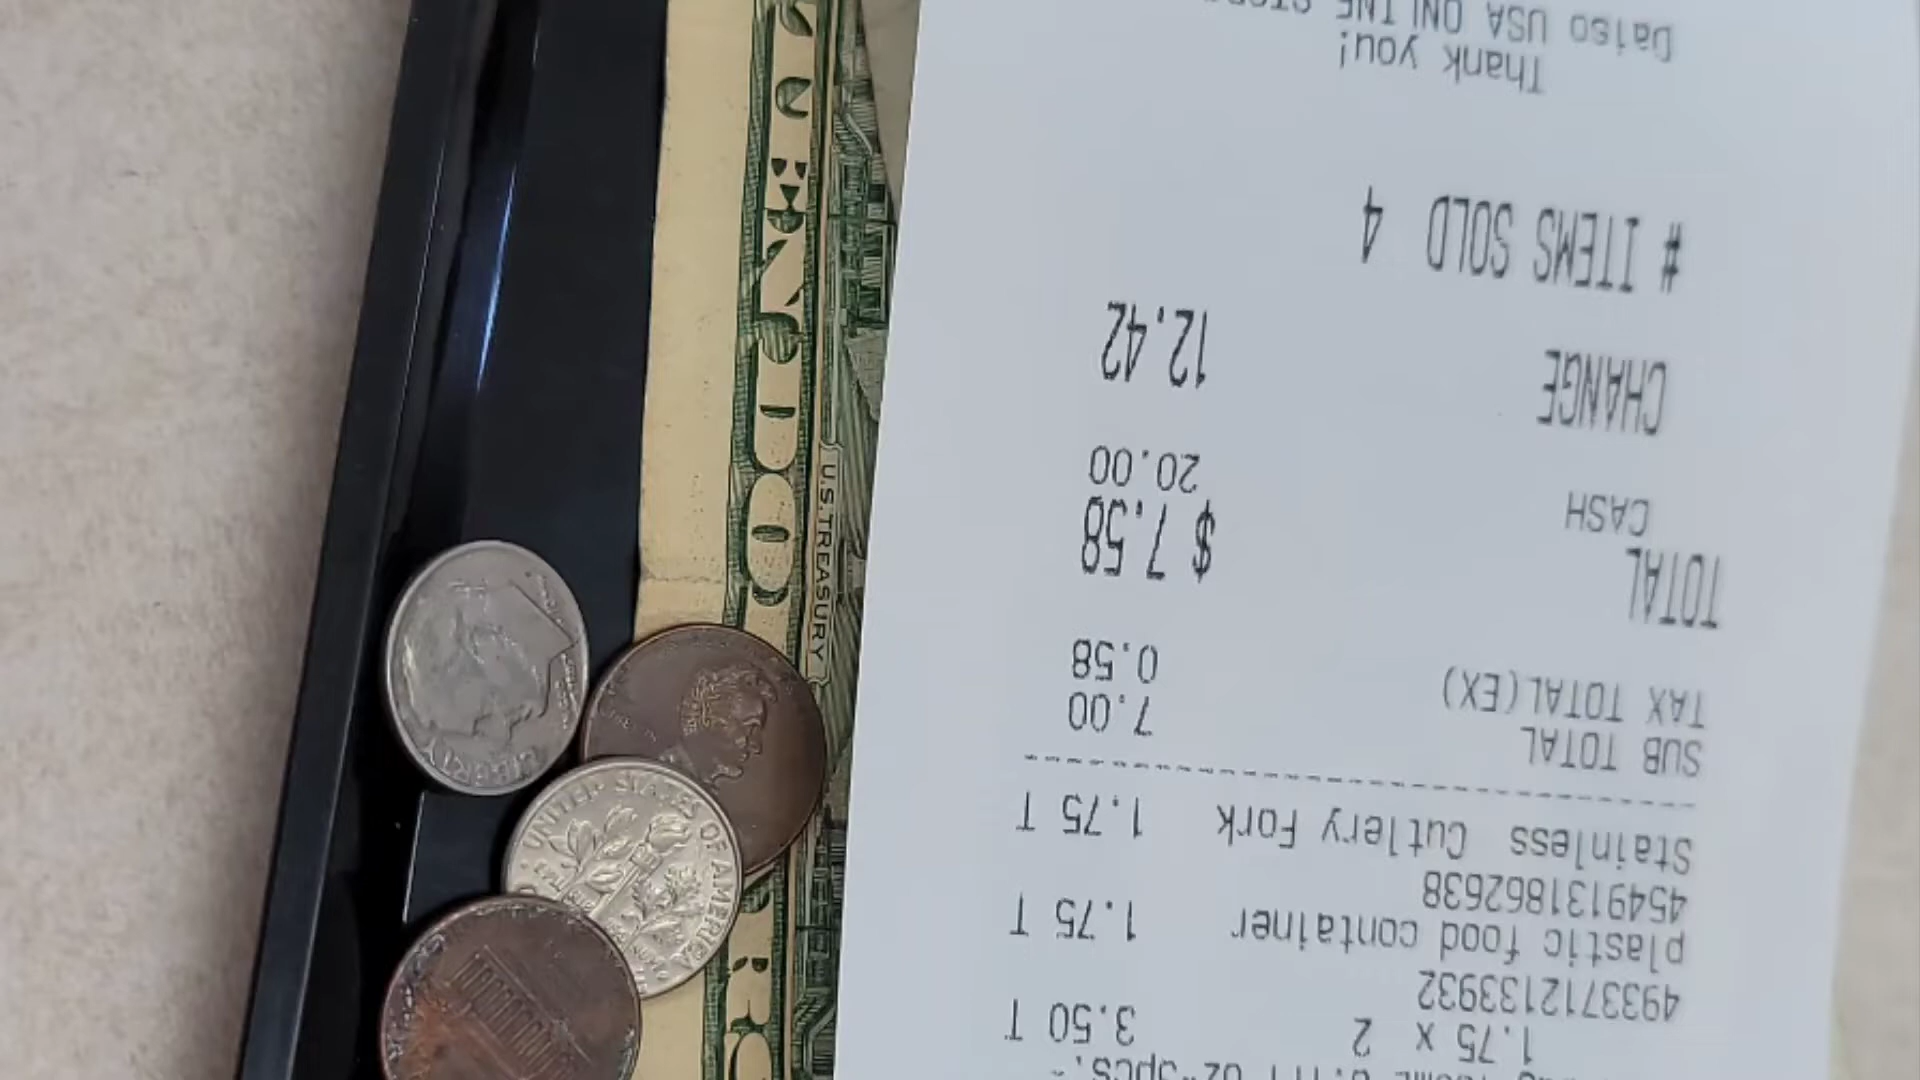 1.75 x 2 3.50 T
4933712133932
plastic food container 1.75 T
4549131862638
Stainless Cutlery Fork 1.75 T
SUB TOTAL 7.00
TAX TOTAL(EX) 0.58
TOTAL $ 7.58
CASH 20.00
CHANGE 12.42
# ITEMS SOLD 4
Thank you!
Daiso USA ONLINE
U.S. TREASURY
LIBERTY
UNITED STATES OF AMERICA